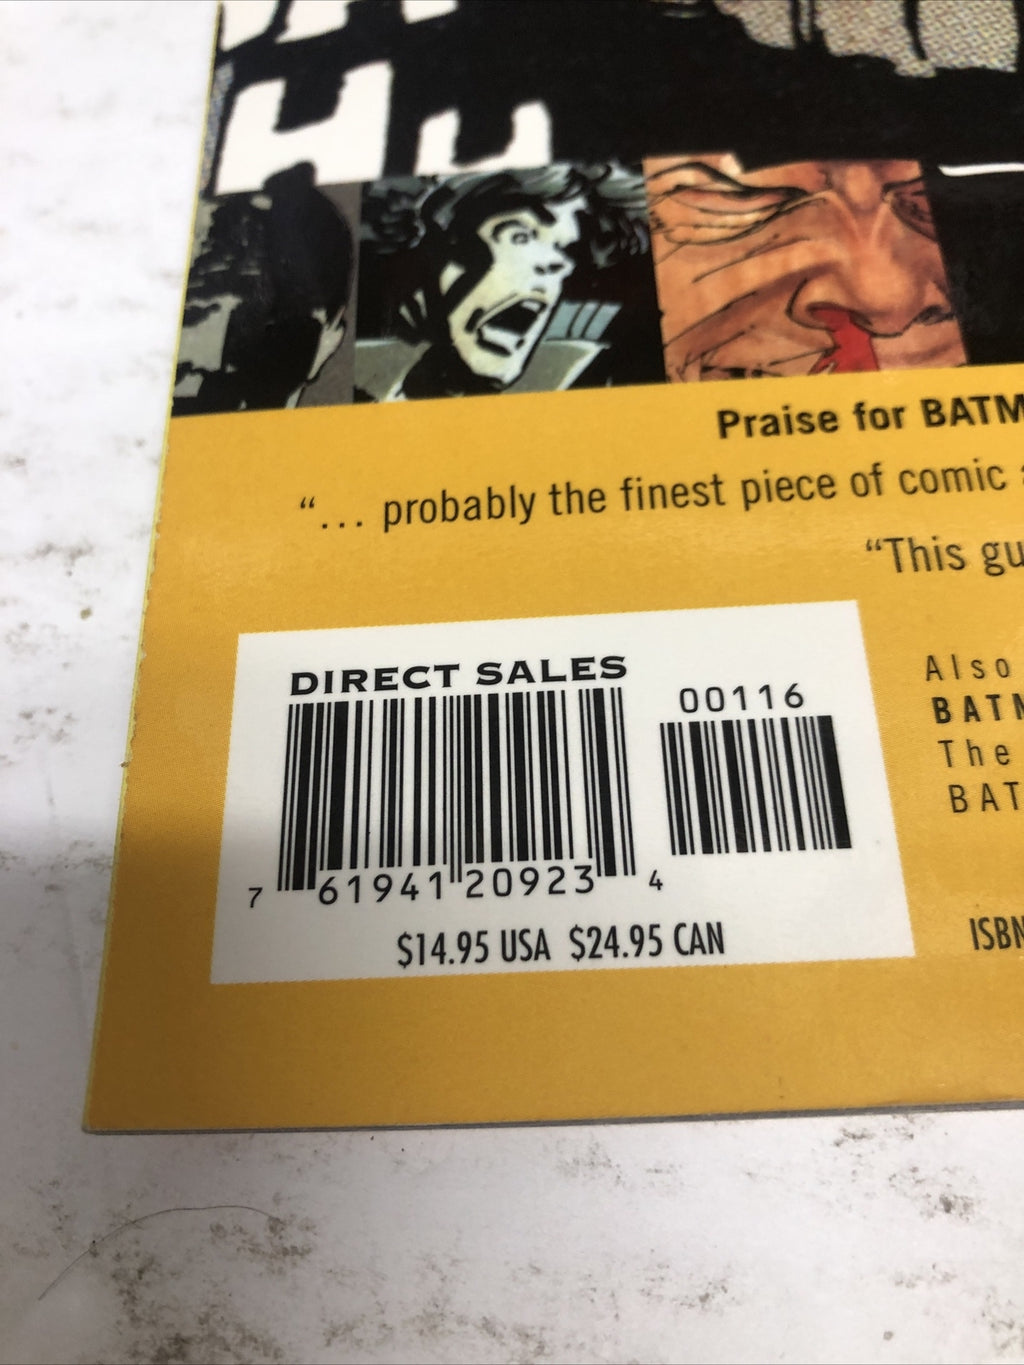 Praise for BATM
“... probably the finest piece of comic
“This gu
DIRECT SALES
00116
7 61941 20923 4
$14.95 USA $24.95 CAN
Also
BATM
The
BAT
ISBN